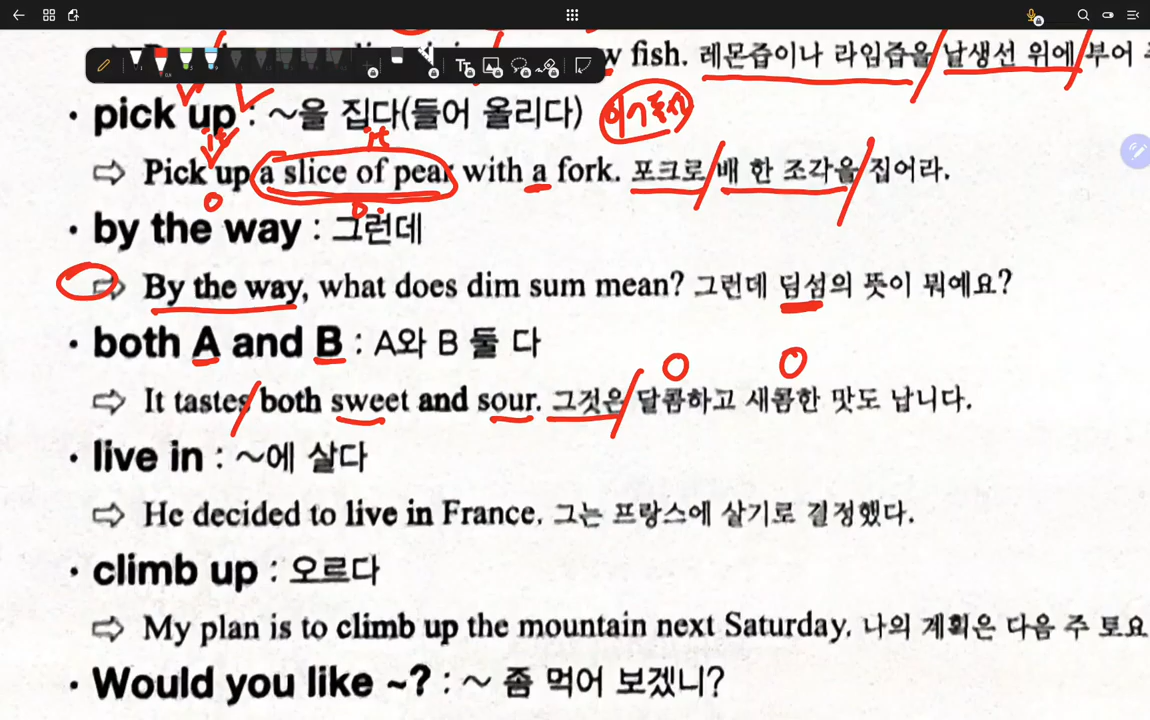 w fish. 레몬즙이나 라임즙을 날생선 위에 부어
· pick up : ～을 집다(들어 올리다) 이어동사
it it
⇨ Pick up a slice of pear with a fork. 포크로 배 한 조각을 집어라.
o o.
· by the way : 그런데
⇨ By the way, what does dim sum mean? 그런데 딤섬의 뜻이 뭐예요?
· both A and B : A와 B 둘 다
⇨ It tastes both sweet and sour. 그것은 달콤하고 새콤한 맛도 납니다.
· live in : ～에 살다
⇨ He decided to live in France. 그는 프랑스에 살기로 결정했다.
· climb up : 오르다
⇨ My plan is to climb up the mountain next Saturday. 나의 계획은 다음 주 토요
· Would you like ~? : ～ 좀 먹어 보겠니?